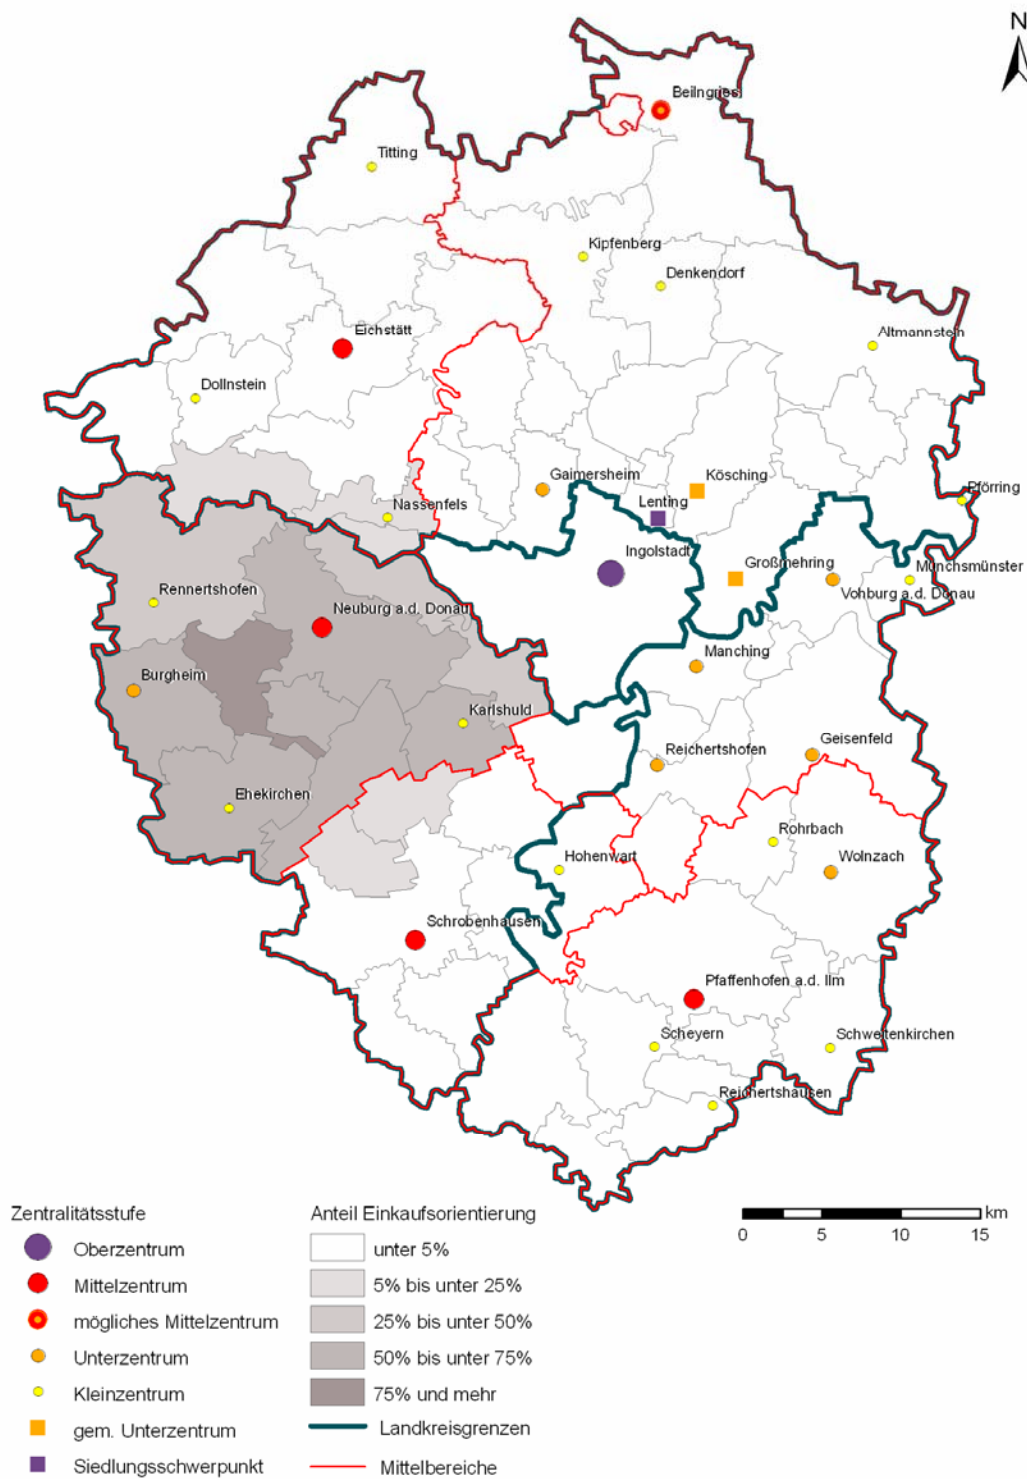 N
Beilngries
Titting
Kipfenberg
Denkendorf
Eichstätt
Altmannstein
Dollnstein
Gaimersheim
Kösching
Pförring
Nassenfels
Lenting
Ingolstadt
Großmehring
Münchsmünster
Rennertshofen
Vohburg a.d. Donau
Neuburg a.d. Donau
Manching
Burgheim
Karlshuld
Reichertshofen
Geisenfeld
Ehekirchen
Rohrbach
Hohenwart
Wolnzach
Schrobenhausen
Pfaffenhofen a.d. Ilm
Scheyern
Schweitenkirchen
Reichertshausen
km
0 5 10 15
Zentralitätsstufe
Oberzentrum
Mittelzentrum
mögliches Mittelzentrum
Unterzentrum
Kleinzentrum
gem. Unterzentrum
Siedlungsschwerpunkt
Anteil Einkaufsorientierung
unter 5%
5% bis unter 25%
25% bis unter 50%
50% bis unter 75%
75% und mehr
Landkreisgrenzen
Mittelbereiche